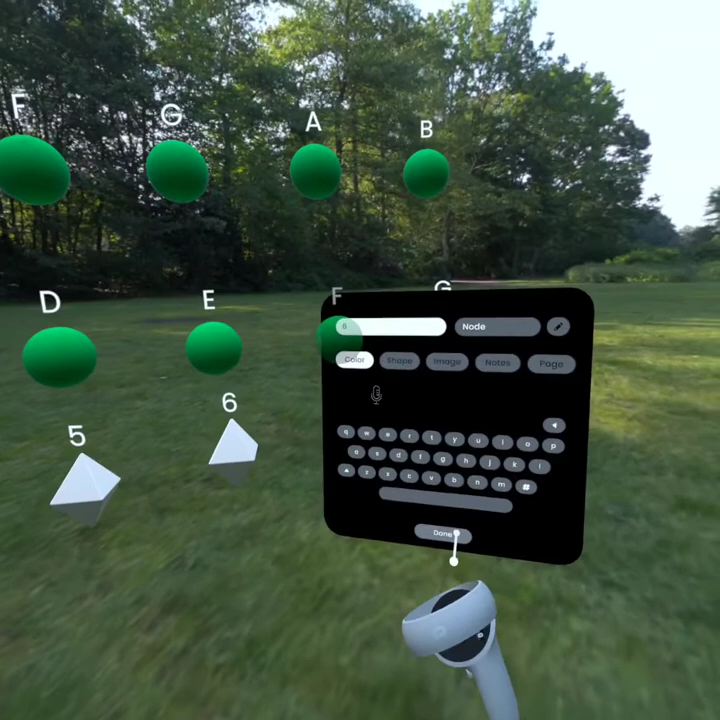 F
G
A
B
D
E
F
G
5
6
6
Node
Color
Shape
Image
Notes
Page
q w e r t y u i o p
a s d f g h j k l
z x c v b n m #
Done